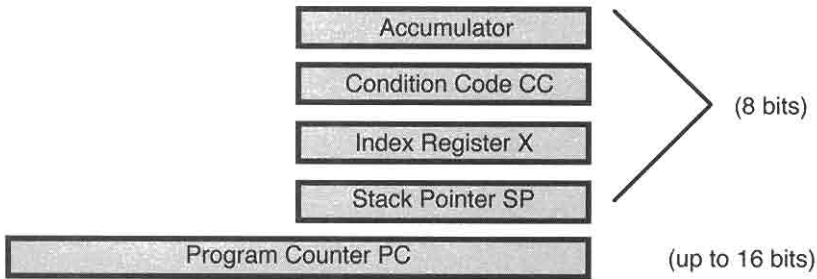 Accumulator
Condition Code CC
(8 bits)
Index Register X
Stack Pointer SP
Program Counter PC
(up to 16 bits)